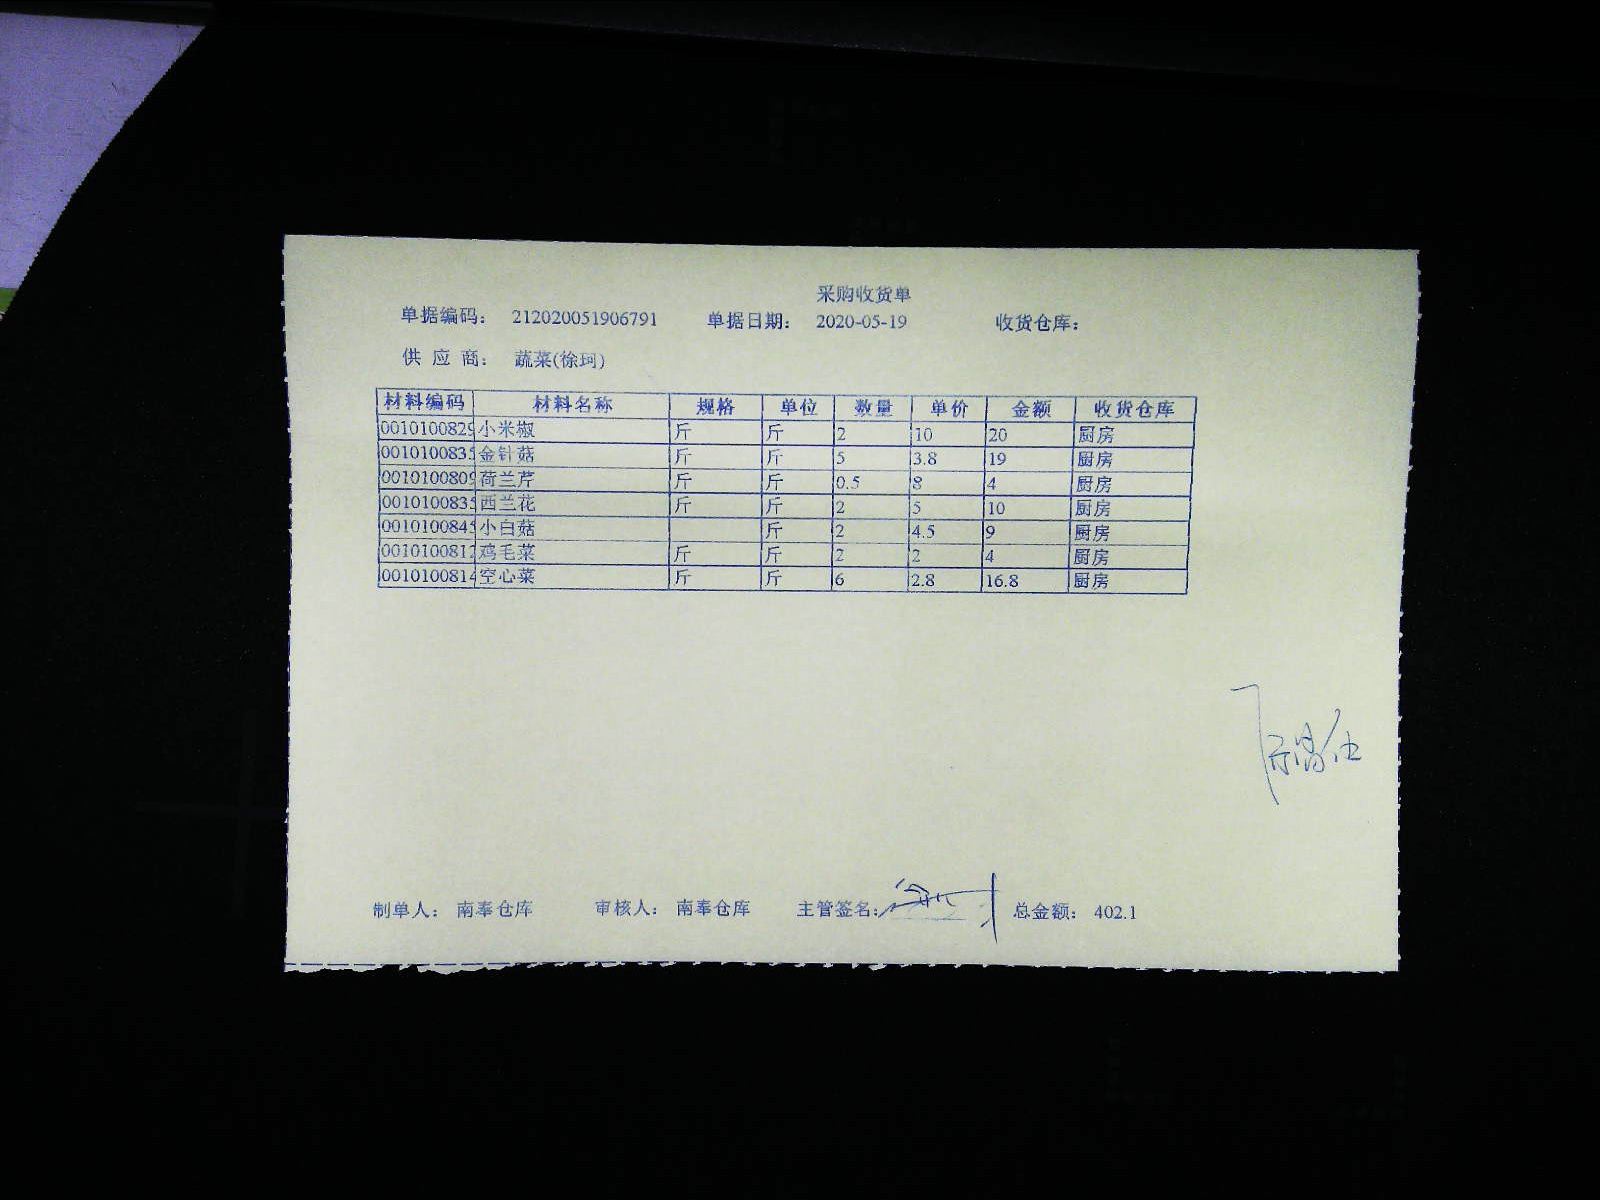 采购收货单
单据编码： 212020051906791 单据日期： 2020-05-19 收货仓库：
供 应 商： 蔬菜(徐珂)
材料编码 材料名称 规格 单位 数量 单价 金额 收货仓库
0010100829 小米椒 斤 斤 2 10 20 厨房
001010083 金针菇 斤 斤 5 3.8 19 厨房
0010100809 荷兰芹 斤 斤 0.5 8 4 厨房
001010083 西兰花 斤 斤 2 5 10 厨房
001010084 小白菇 斤 2 4.5 9 厨房
001010081 鸡毛菜 斤 斤 2 2 4 厨房
0010100814 空心菜 斤 斤 6 2.8 16.8 厨房
制单人： 南奉仓库 审核人： 南奉仓库 主管签名： 总金额： 402.1